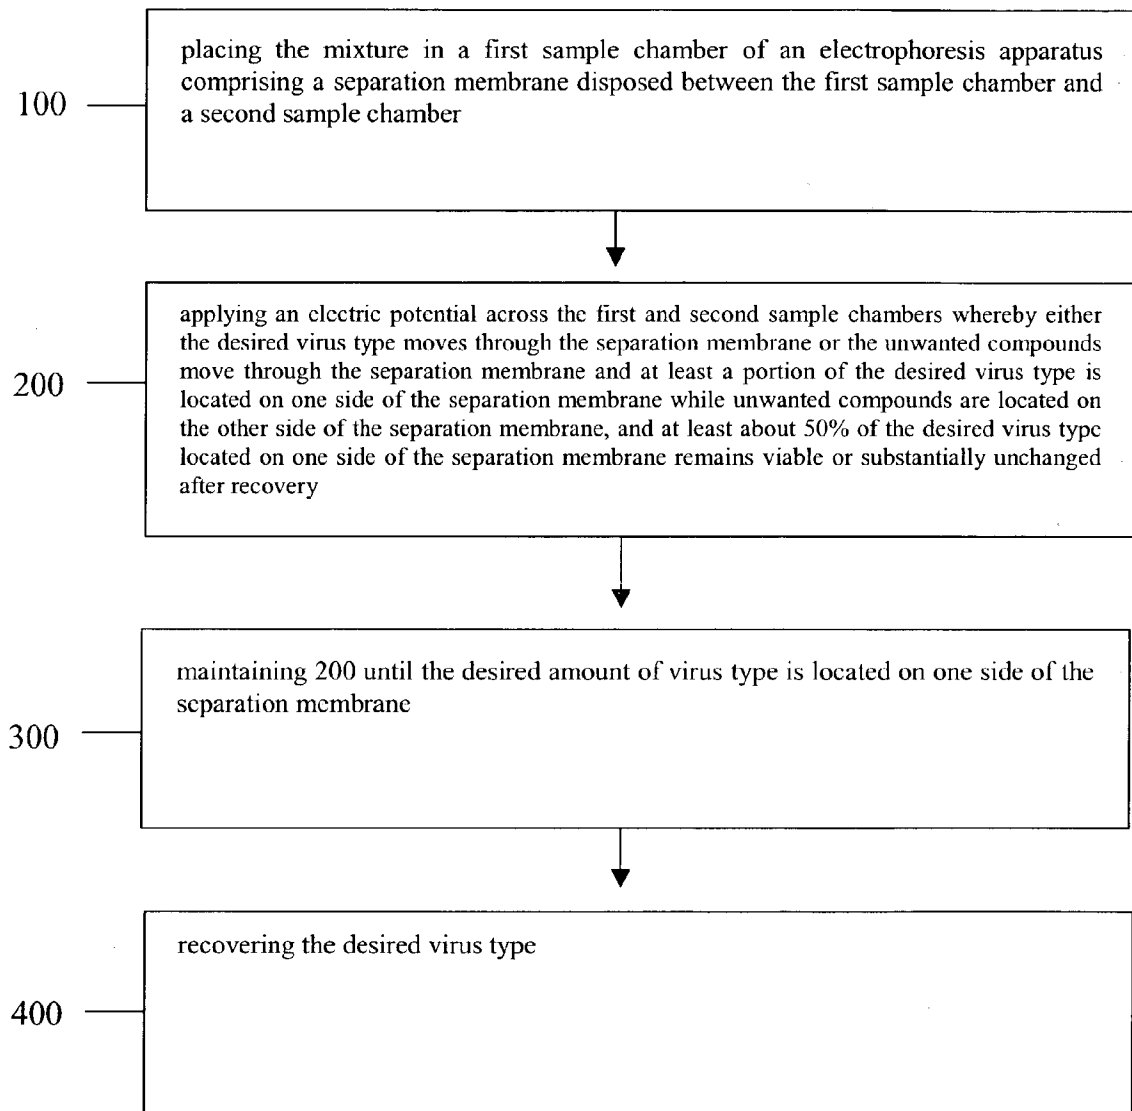 placing the mixture in a first sample chamber of an electrophoresis apparatus
comprising a separation membrane disposed between the first sample chamber and
a second sample chamber
100
applying an electric potential across the first and second sample chambers whereby either
the desired virus type moves through the separation membrane or the unwanted compounds
move through the separation membrane and at least a portion of the desired virus type is
located on one side of the separation membrane while unwanted compounds are located on
the other side of the separation membrane, and at least about 50% of the desired virus type
located on one side of the separation membrane remains viable or substantially unchanged
after recovery
200
maintaining 200 until the desired amount of virus type is located on one side of the
separation membrane
300
recovering the desired virus type
400